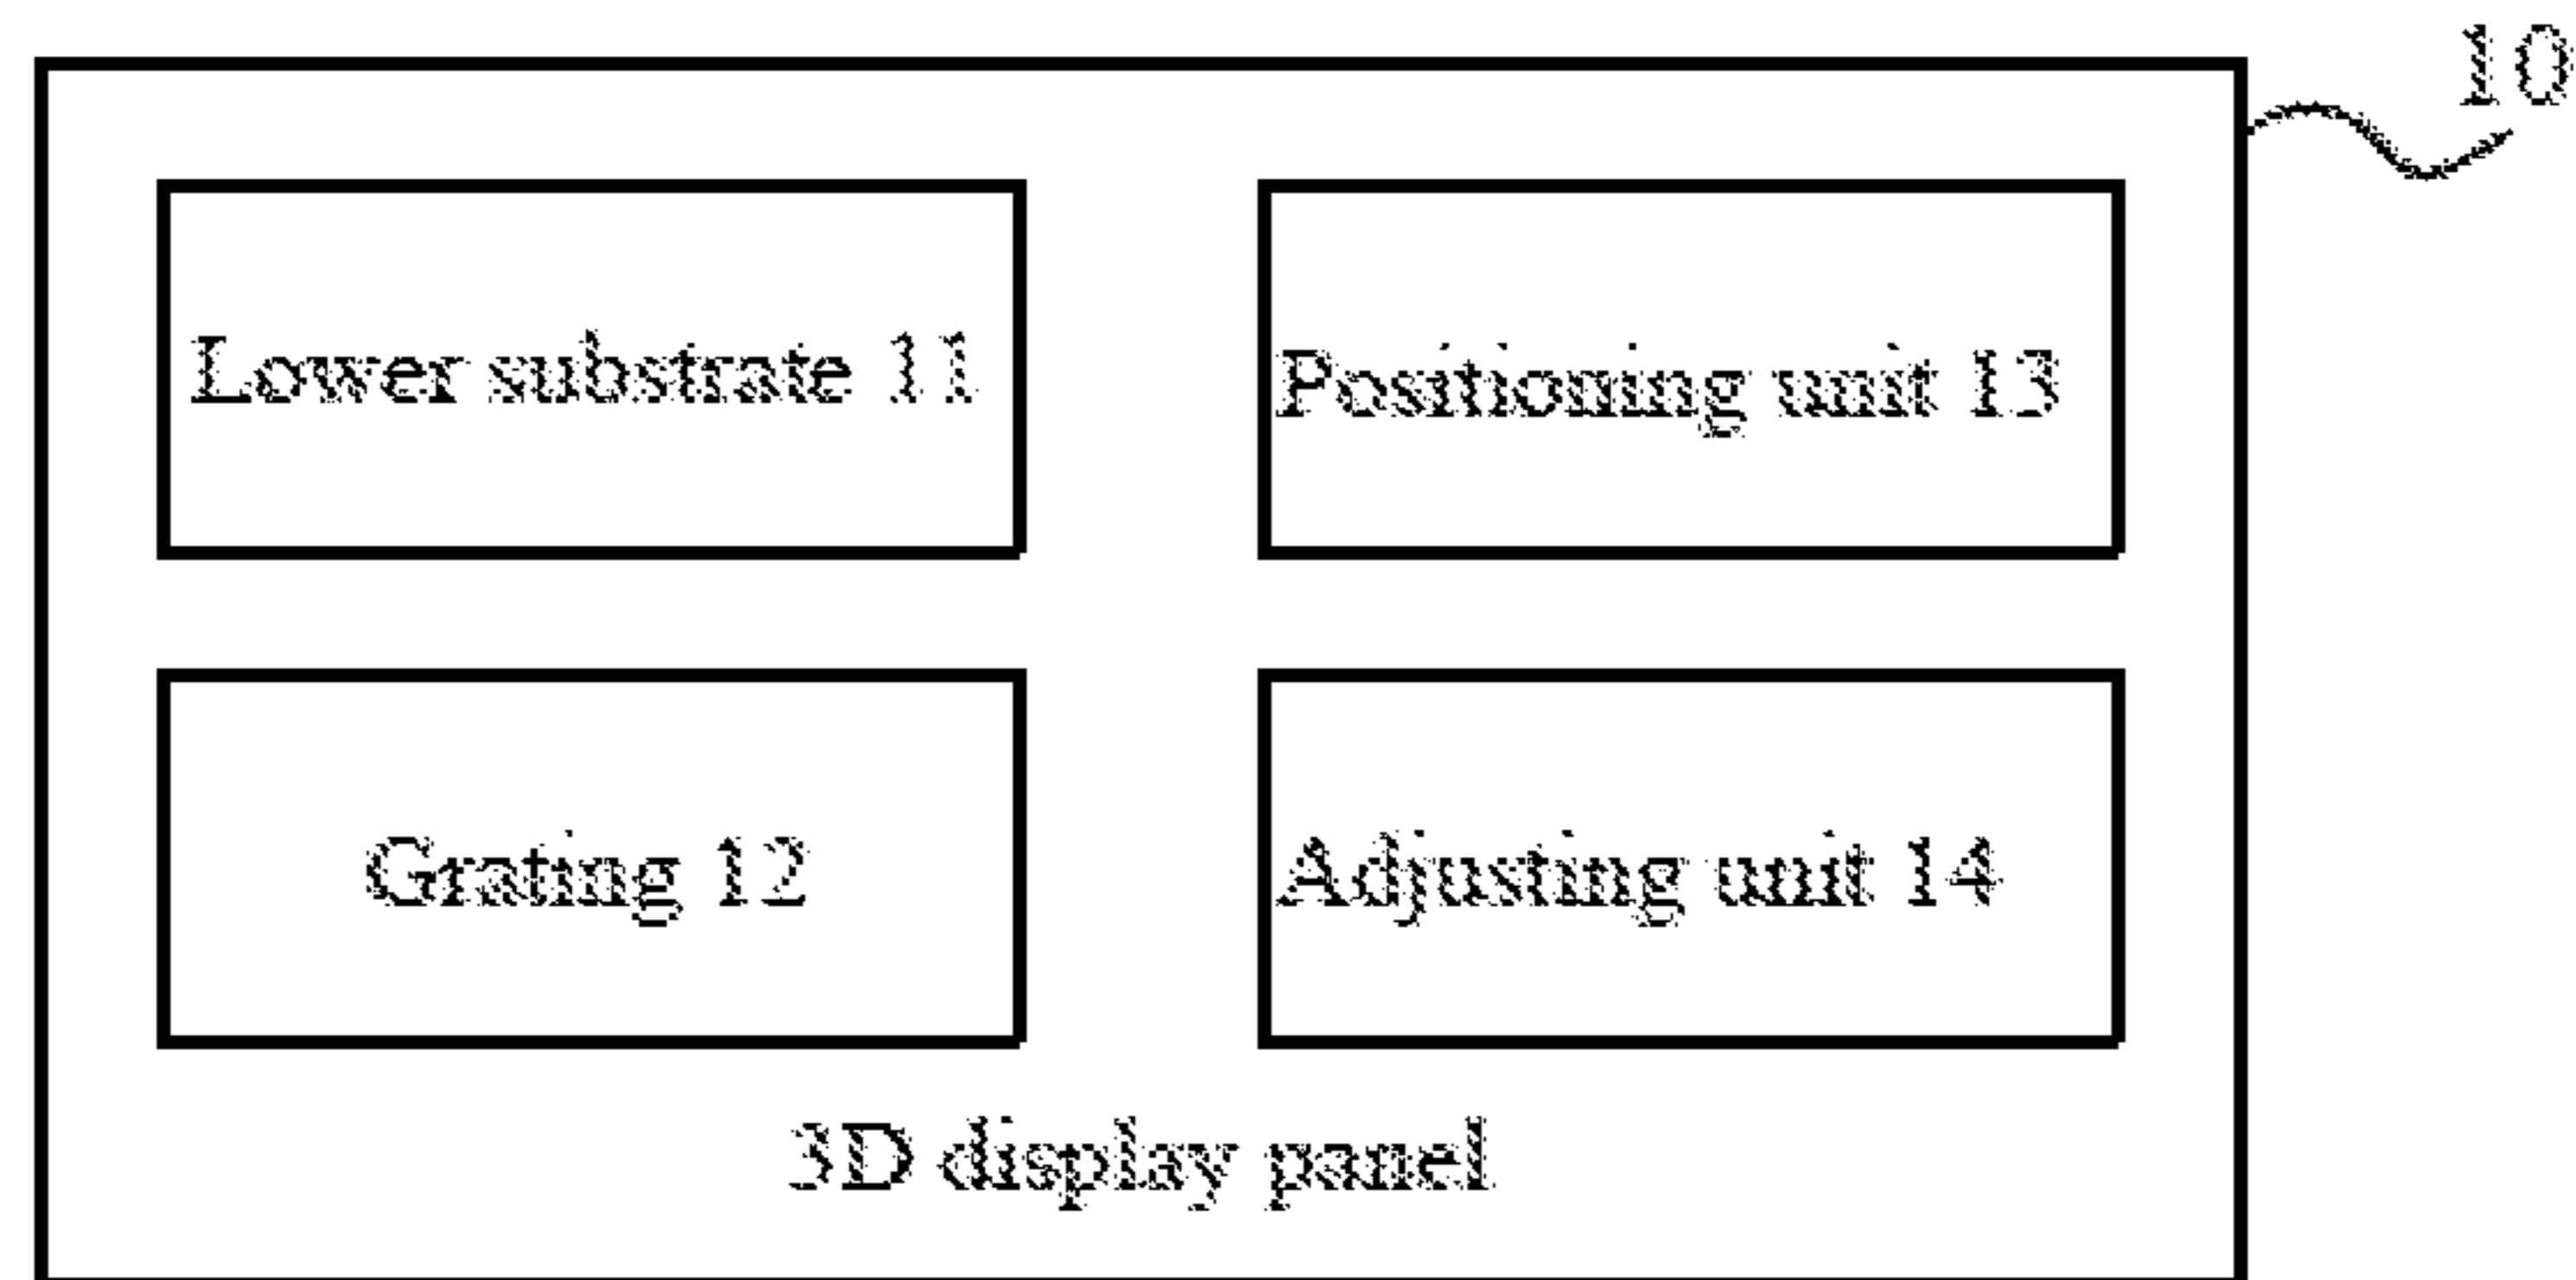 10
Lower substrate 11
Positioning unit 13
Grating 12
Adjusting unit 14
3D display panel